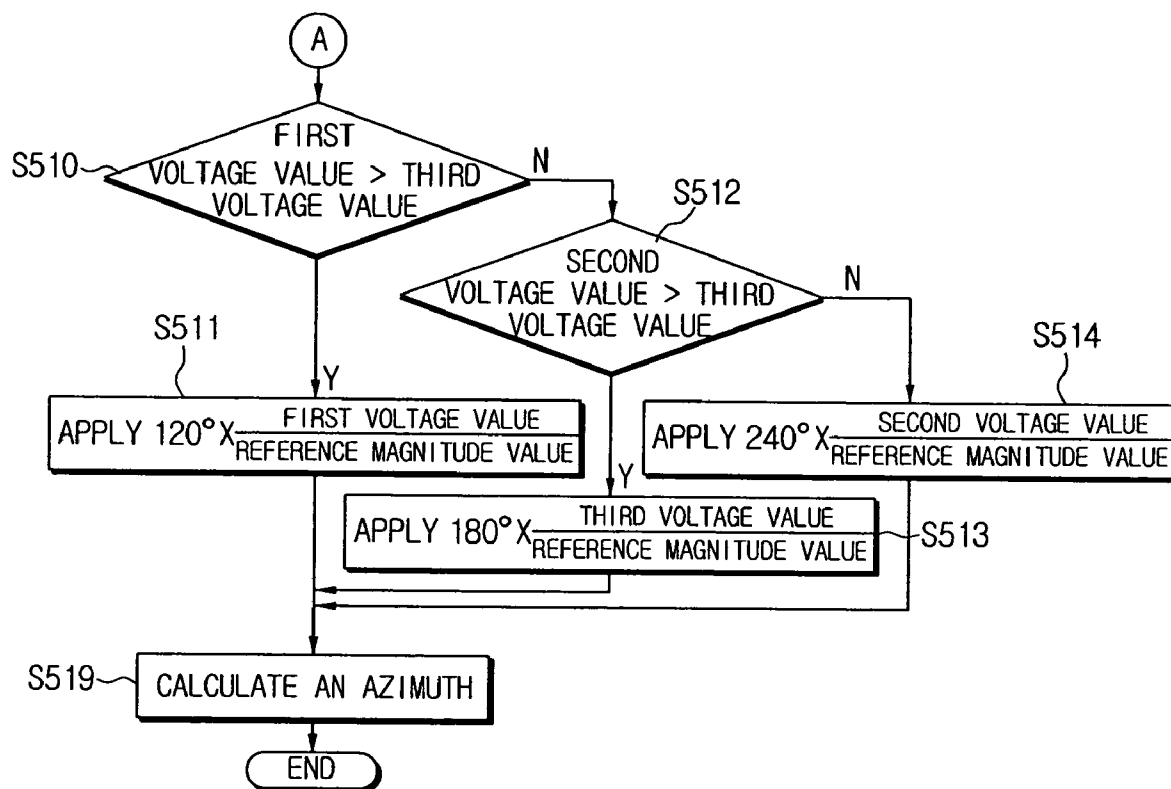 A
S510
FIRST
VOLTAGE VALUE > THIRD
VOLTAGE VALUE
N
S512
SECOND
VOLTAGE VALUE > THIRD
VOLTAGE VALUE
N
S511
Y
APPLY 120°X FIRST VOLTAGE VALUE
REFERENCE MAGNITUDE VALUE
S514
APPLY 240°X SECOND VOLTAGE VALUE
REFERENCE MAGNITUDE VALUE
Y
APPLY 180°X THIRD VOLTAGE VALUE
REFERENCE MAGNITUDE VALUE
S513
S519
CALCULATE AN AZIMUTH
END